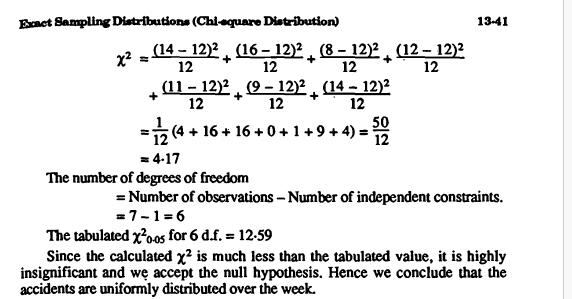 Exact Sampling Distributions (Chi-square Distribution) 13-41
χ² = (14 – 12)²/12 + (16 – 12)²/12 + (8 – 12)²/12 + (12 – 12)²/12
+ (11 – 12)²/12 + (9 – 12)²/12 + (14 – 12)²/12
= 1/12 (4 + 16 + 16 + 0 + 1 + 9 + 4) = 50/12
= 4·17
The number of degrees of freedom
= Number of observations – Number of independent constraints.
= 7 – 1 = 6
The tabulated χ²₀.₀₅ for 6 d.f. = 12·59
Since the calculated χ² is much less than the tabulated value, it is highly
insignificant and we accept the null hypothesis. Hence we conclude that the
accidents are uniformly distributed over the week.